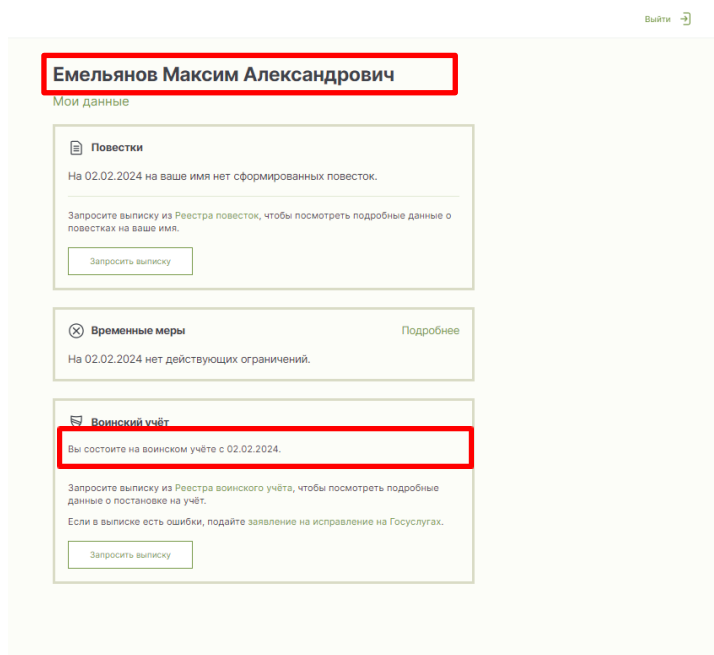 Выйти
Емельянов Максим Александрович
Мои данные
Повестки
На 02.02.2024 на ваше имя нет сформированных повесток.
Запросите выписку из Реестра повесток, чтобы посмотреть подробные данные о
повестках на ваше имя.
Запросить выписку
Временные меры
Подробнее
На 02.02.2024 нет действующих ограничений.
Воинский учёт
Вы состоите на воинском учёте с 02.02.2024.
Запросите выписку из Реестра воинского учёта, чтобы посмотреть подробные
данные о постановке на учёт.
Если в выписке есть ошибки, подайте заявление на исправление на Госуслугах.
Запросить выписку